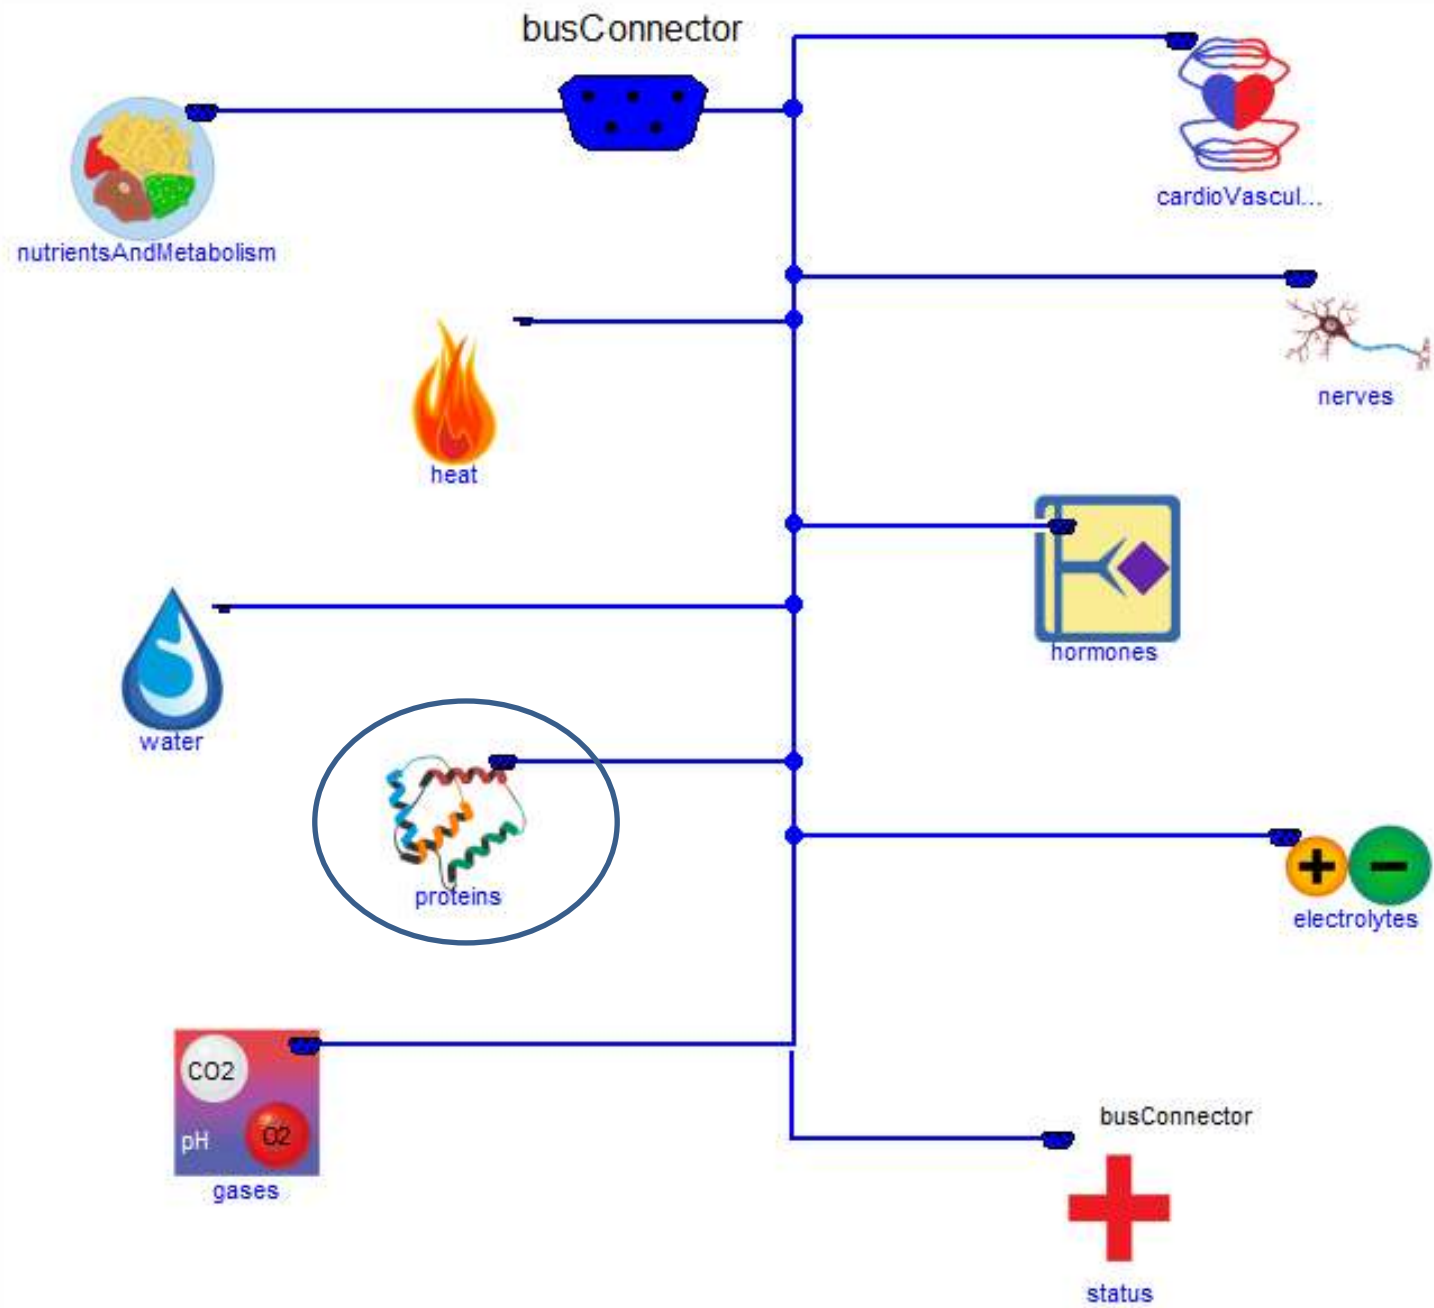 busConnector
cardioVascul...
nutrientsAndMetabolism
nerves
heat
hormones
water
proteins
electrolytes
CO2
O2
pH
gases
busConnector
status